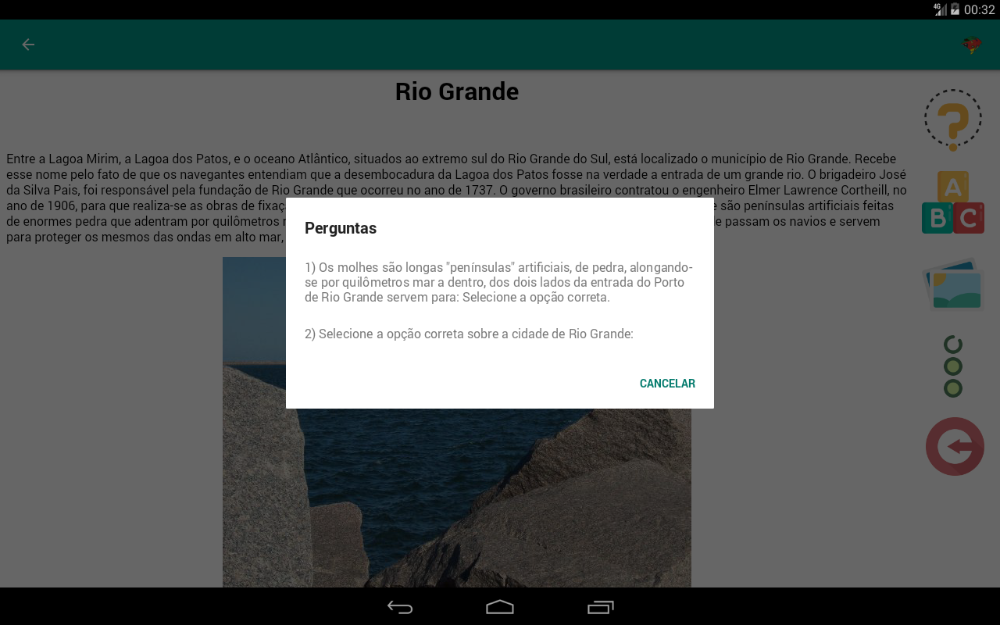 4G 00:32
Rio Grande
Entre a Lagoa Mirim, a Lagoa dos Patos, e o oceano Atlântico, situados ao extremo sul do Rio Grande do Sul, está localizado o município de Rio Grande. Recebe
esse nome pelo fato de que os navegantes entendiam que a desembocadura da Lagoa dos Patos fosse na verdade a entrada de um grande rio. O brigadeiro José
da Silva Pais, foi responsável pela fundação de Rio Grande que ocorreu no ano de 1737. O governo brasileiro contratou o engenheiro Elmer Lawrence Cortheill, no
ano de 1906, para que realiza-se as obras de são penínsulas artificiais feitas
de enormes pedra que adentram por quilômetros passam os navios e servem
para proteger os mesmos das ondas em alto mar,
A
B C
Perguntas
1) Os molhes são longas "penínsulas" artificiais, de pedra, alongando-
se por quilômetros mar a dentro, dos dois lados da entrada do Porto
de Rio Grande servem para: Selecione a opção correta.
2) Selecione a opção correta sobre a cidade de Rio Grande:
CANCELAR